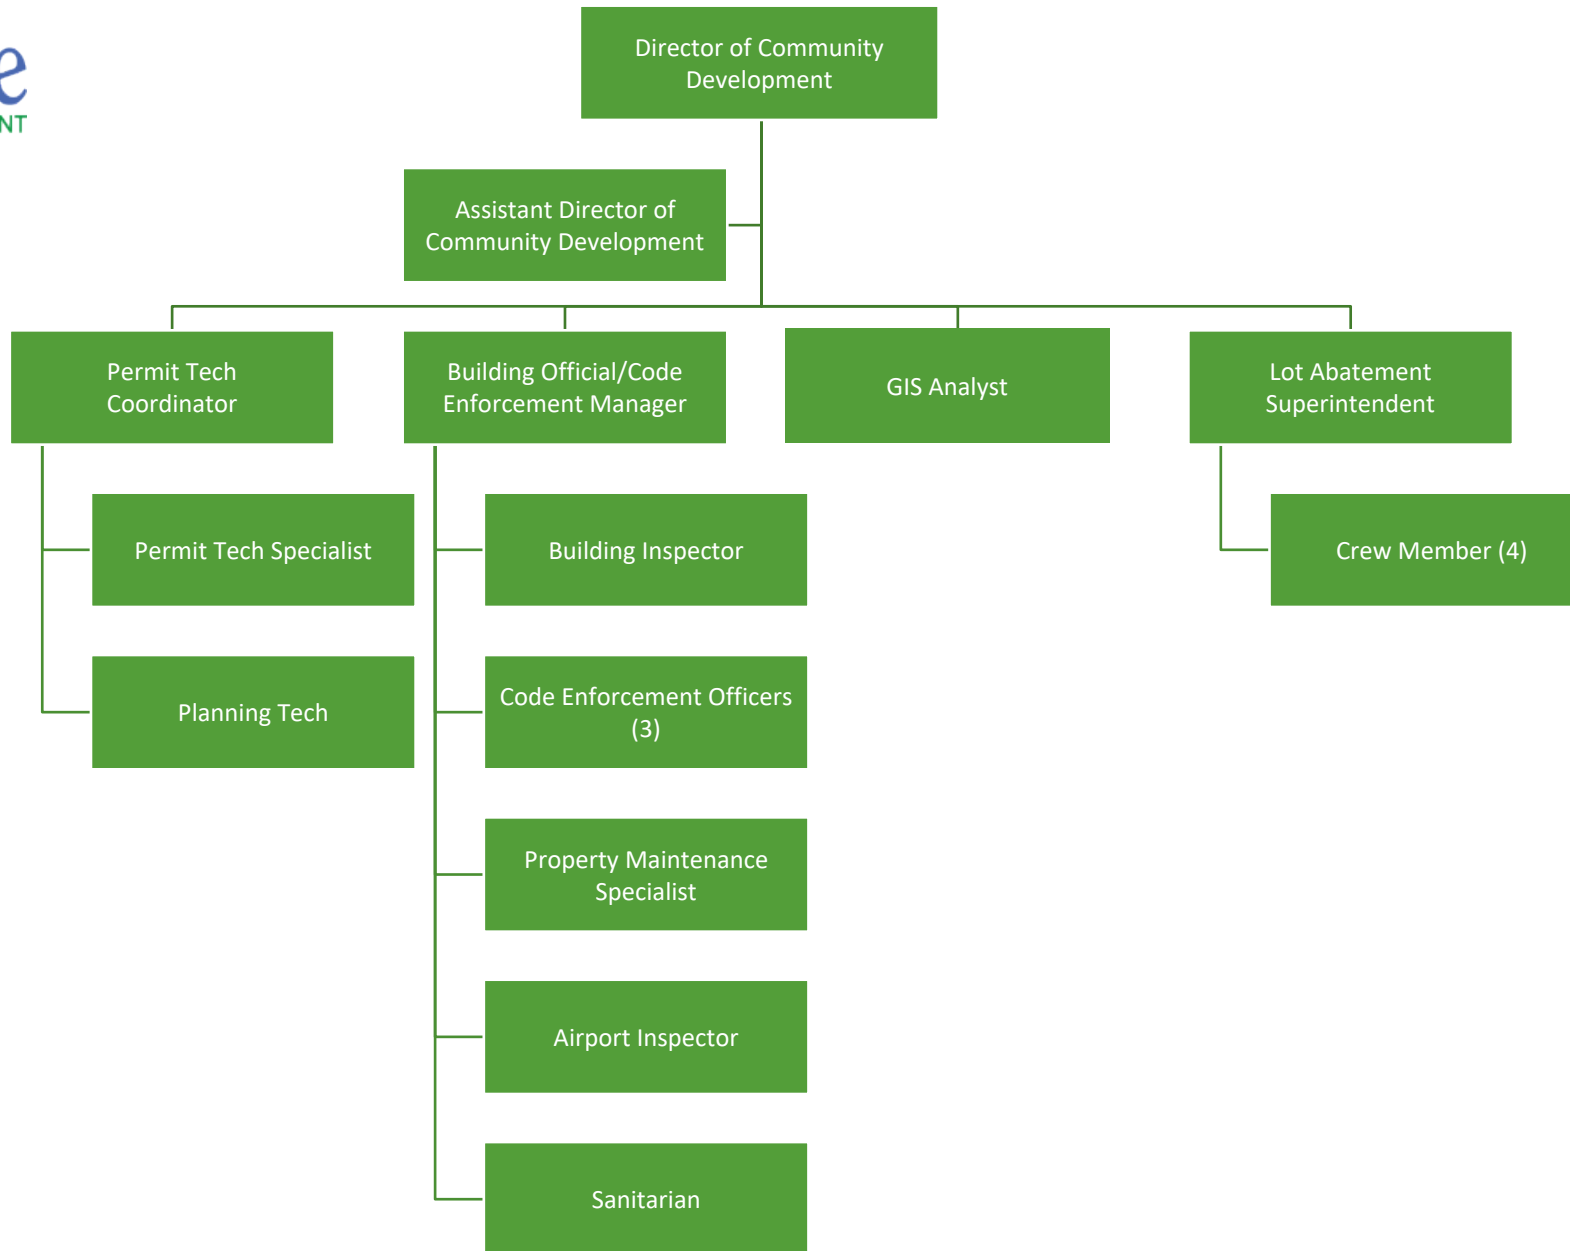 e
NT
Director of Community
Development
Assistant Director of
Community Development
Permit Tech
Coordinator
Building Official/Code
Enforcement Manager
GIS Analyst
Lot Abatement
Superintendent
Permit Tech Specialist
Building Inspector
Crew Member (4)
Planning Tech
Code Enforcement Officers
(3)
Property Maintenance
Specialist
Airport Inspector
Sanitarian